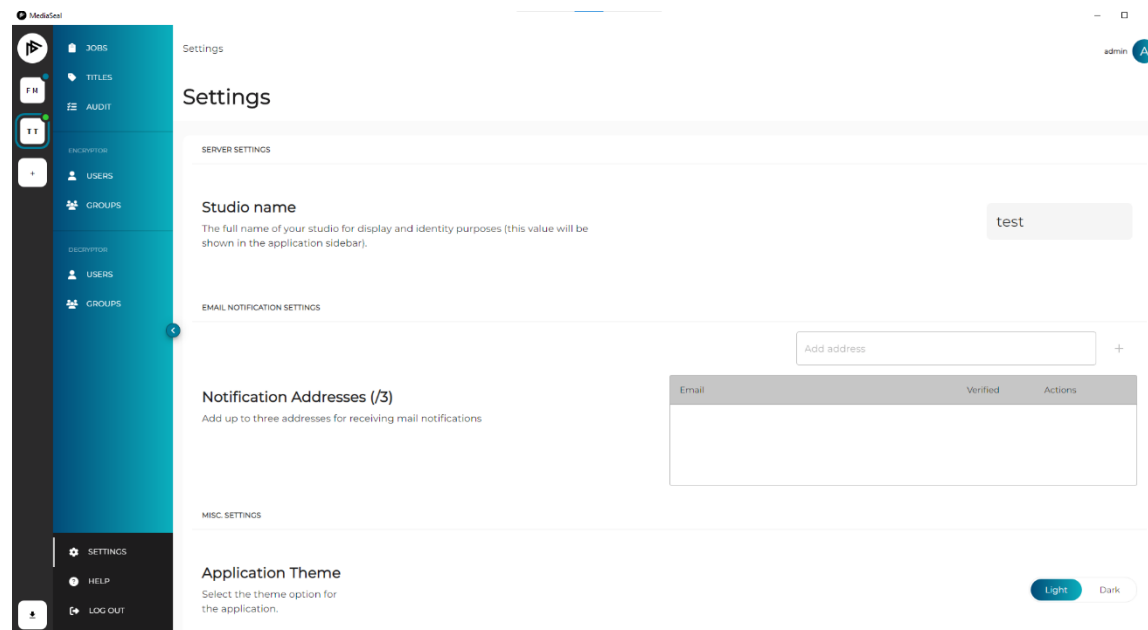 MediaSeal
JOBS
TITLES
AUDIT
ENCRYPTOR
USERS
GROUPS
DECRYPTOR
USERS
GROUPS
SETTINGS
HELP
LOG OUT
F N
T T
+
Settings
admin
A
Settings
SERVER SETTINGS
Studio name
The full name of your studio for display and identity purposes (this value will be
shown in the application sidebar).
test
EMAIL NOTIFICATION SETTINGS
Add address
+
Notification Addresses (/3)
Add up to three addresses for receiving mail notifications
Email Verified Actions
MISC. SETTINGS
Application Theme
Select the theme option for
the application.
Light Dark